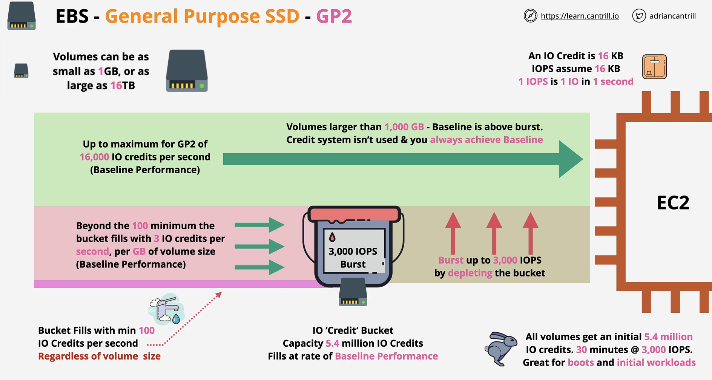 EBS - General Purpose SSD - GP2
https://learn.cantrill.io
adriancantrill
Volumes can be as
small as 1GB, or as
large as 16TB
An IO Credit is 16 KB
IOPS assume 16 KB
1 IOPS is 1 IO in 1 second
Up to maximum for GP2 of
16,000 IO credits per second
(Baseline Performance)
Volumes larger than 1,000 GB - Baseline is above burst.
Credit system isn't used & you always achieve Baseline
EC2
Beyond the 100 minimum the
bucket fills with 3 IO credits per
second, per GB of volume size
(Baseline Performance)
3,000 IOPS
Burst
Burst up to 3,000 IOPS
by depleting the bucket
Bucket Fills with min 100
IO Credits per second
Regardless of volume size
IO 'Credit' Bucket
Capacity 5.4 million IO Credits
Fills at rate of Baseline Performance
All volumes get an initial 5.4 million
IO credits. 30 minutes @ 3,000 IOPS.
Great for boots and initial workloads